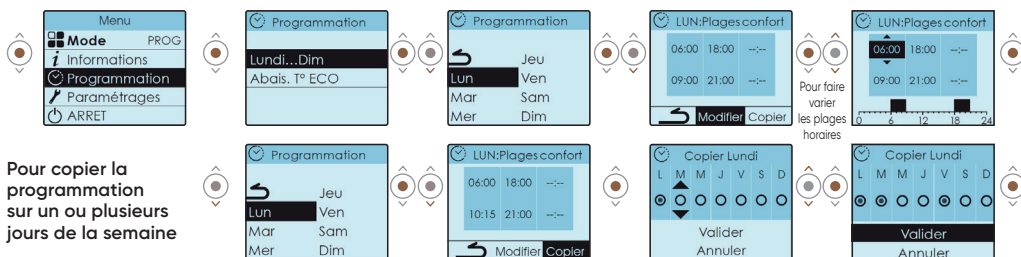 Menu
Mode PROG
i Informations
Programmation
Paramétrages
ARRET
Programmation
Lundi...Dim
Abais. T° ECO
Programmation
Jeu
Lun Ven
Mar Sam
Mer Dim
LUN:Plages confort
06:00 18:00 --:--
09:00 21:00 --:--
Modifier Copier
Pour faire
varier
les plages
horaires
LUN:Plages confort
06:00 18:00 --:--
09:00 21:00 --:--
0 6 12 18 24
Pour copier la
programmation
sur un ou plusieurs
jours de la semaine
Programmation
Jeu
Lun Ven
Mar Sam
Mer Dim
LUN:Plages confort
06:00 18:00 --:--
10:15 21:00 --:--
Modifier Copier
Copier Lundi
L M M J V S D
Valider
Annuler
Copier Lundi
L M M J V S D
Valider
Annuler